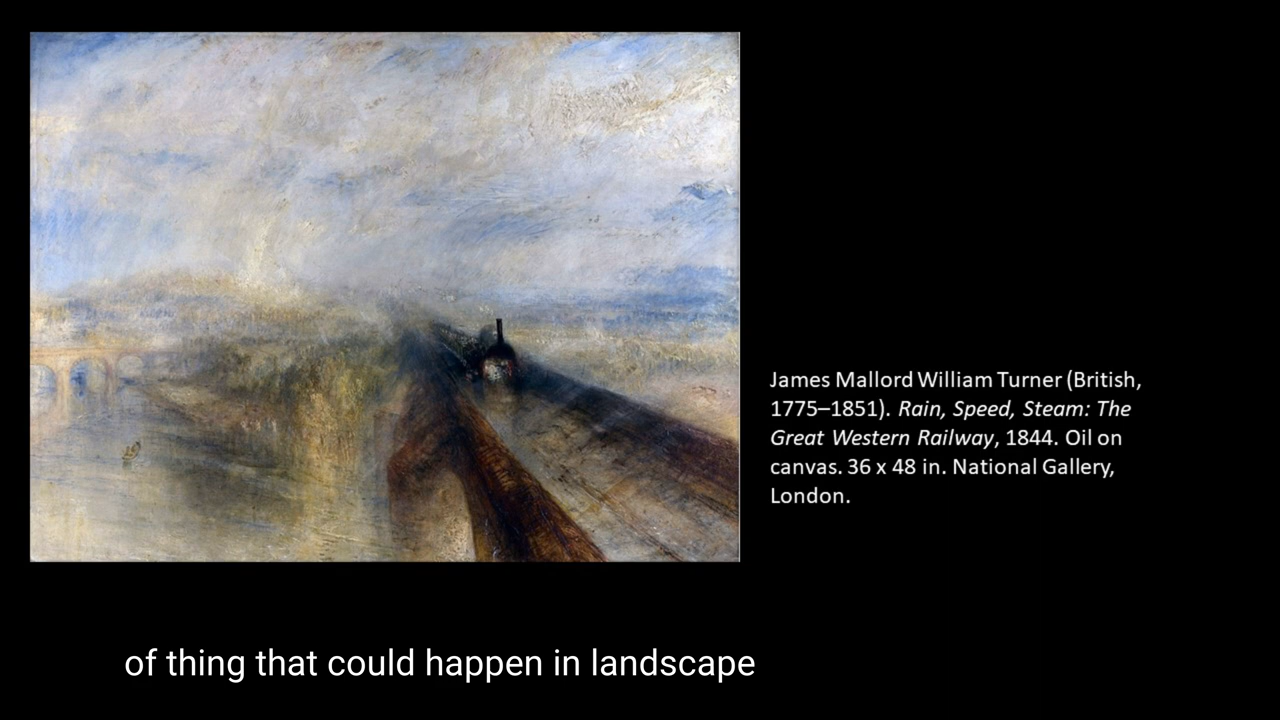 James Mallord William Turner (British,
1775–1851). Rain, Speed, Steam: The
Great Western Railway, 1844. Oil on
canvas. 36 x 48 in. National Gallery,
London.
of thing that could happen in landscape